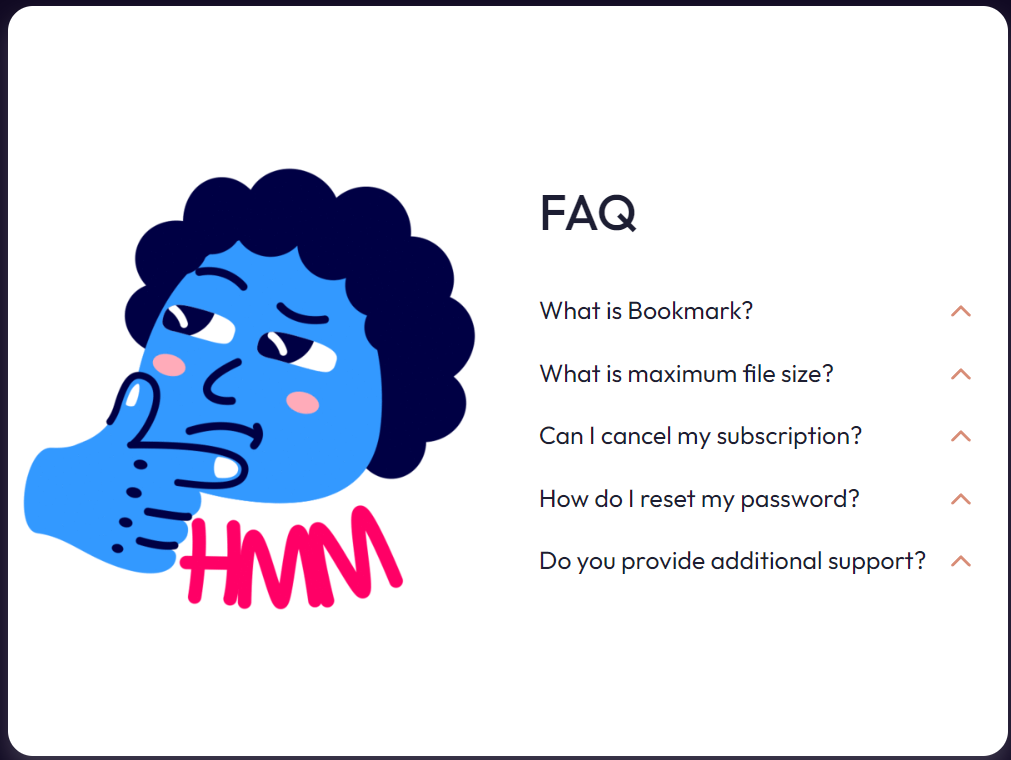 FAQ
What is Bookmark?
What is maximum file size?
Can I cancel my subscription?
How do I reset my password?
Do you provide additional support?
HMM